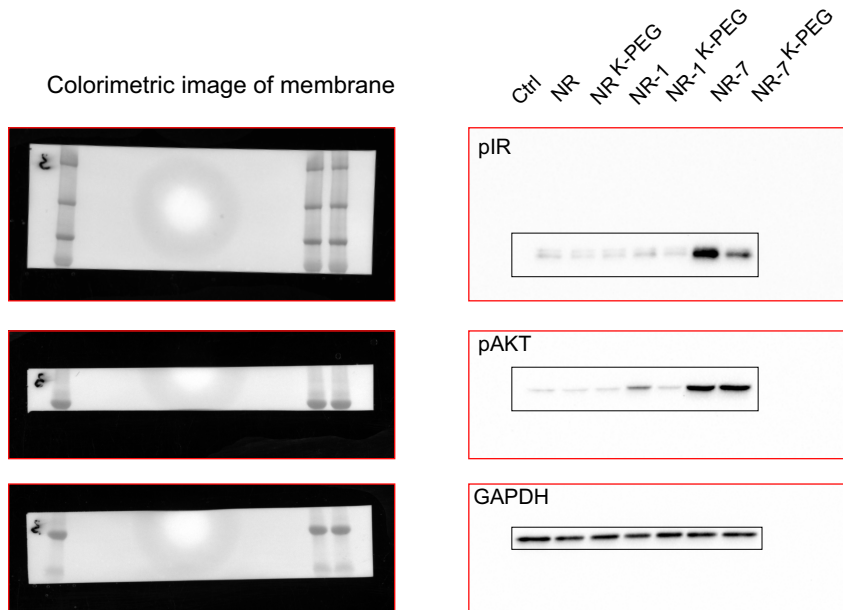 Colorimetric image of membrane
Ctrl
NR
NR K-PEG
NR-1
NR-1 K-PEG
NR-7
NR-7 K-PEG
pIR
pAKT
GAPDH